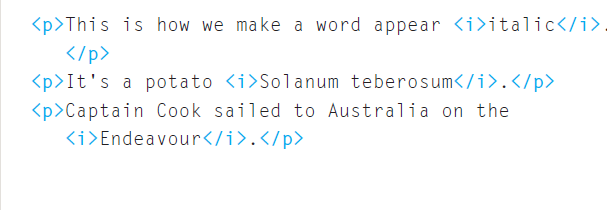 <p>This is how we make a word appear <i>italic</i>.
</p>
<p>It's a potato <i>Solanum teberosum</i>.</p>
<p>Captain Cook sailed to Australia on the
<i>Endeavour</i>.</p>